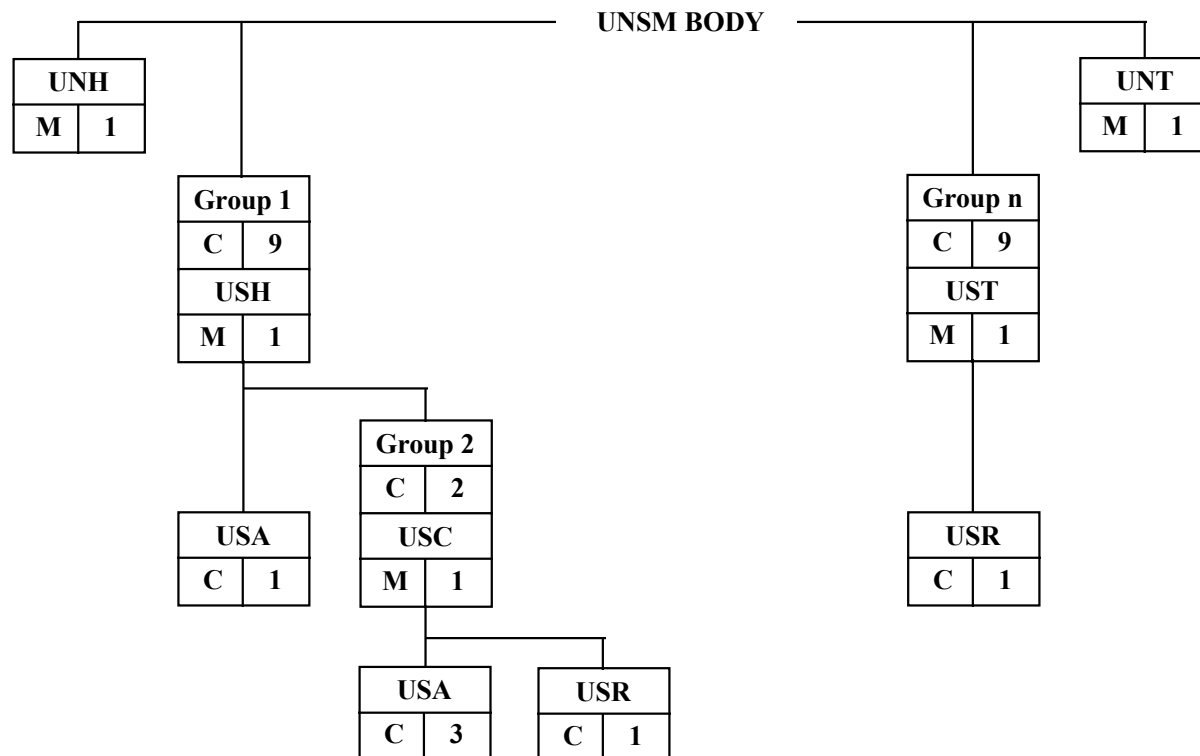 UNSM BODY
UNH
M 1
UNT
M 1
Group 1
C 9
USH
M 1
Group n
C 9
UST
M 1
Group 2
C 2
USC
M 1
USA
C 1
USR
C 1
USA
C 3
USR
C 1